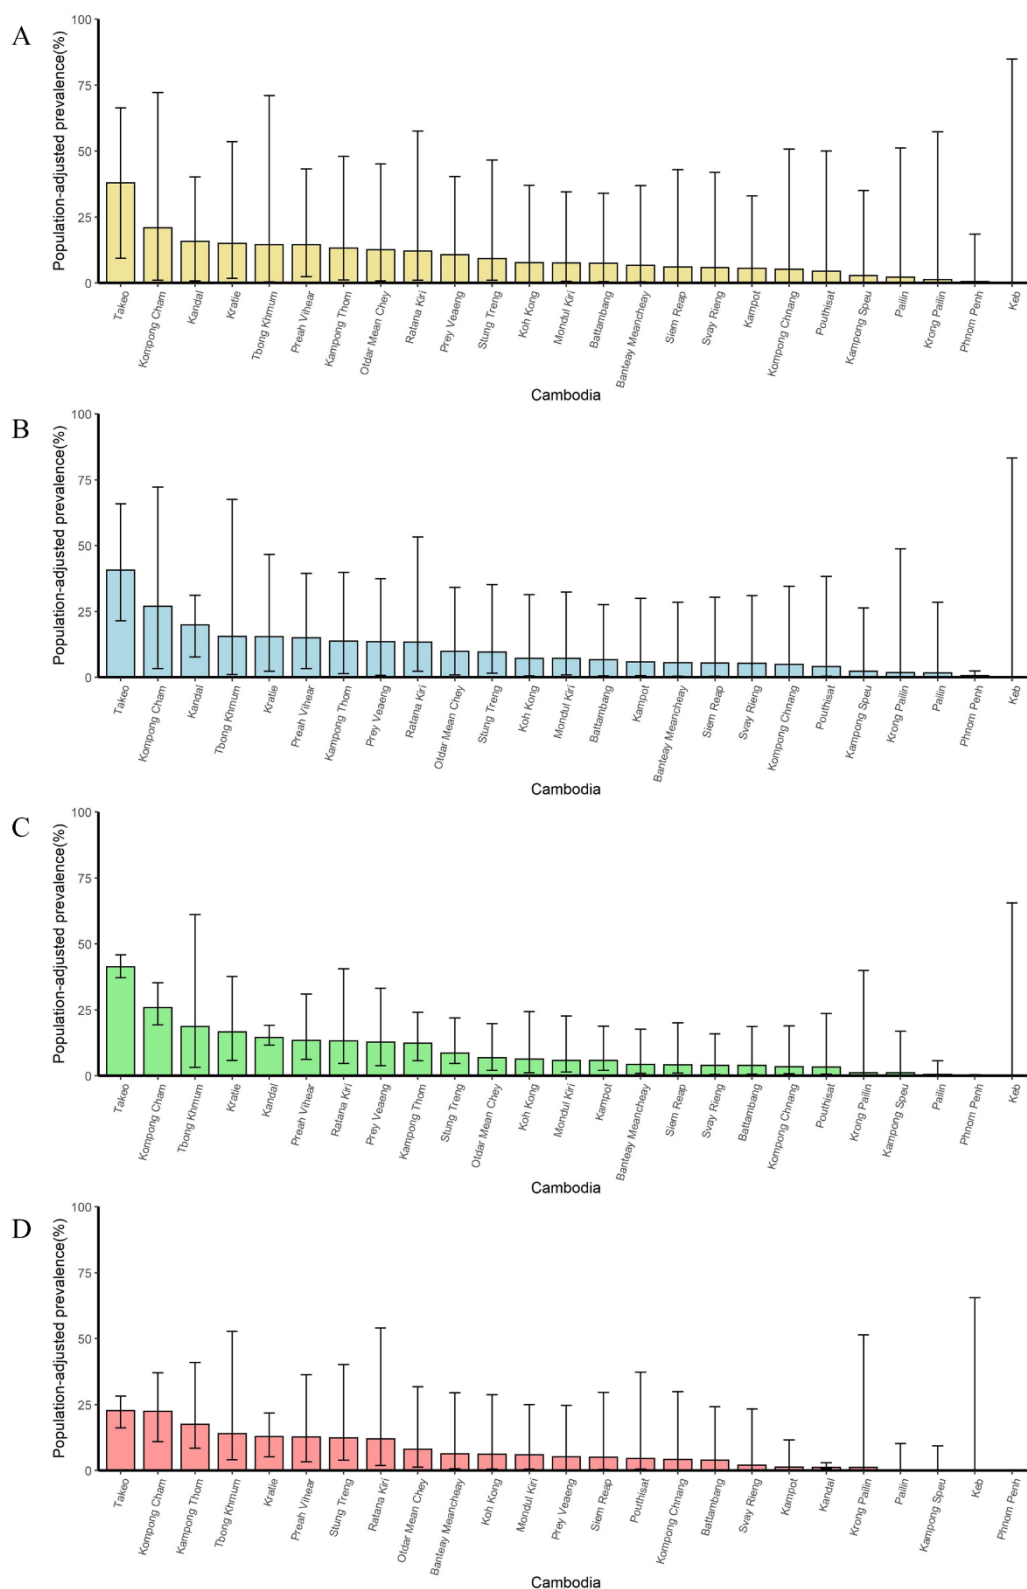 A
Population-adjusted prevalence(%)
100
75
50
25
0
Takeo
Kompong Cham
Kandal
Kratie
Tbong Khmum
Preah Vihear
Kampong Thom
Otdar Mean Chey
Ratana Kiri
Prey Veaeng
Stung Treng
Koh Kong
Mondul Kiri
Battambang
Banteay Meancheay
Siem Reap
Svay Rieng
Kampot
Kompong Chnang
Pouthisat
Kampong Speu
Pailin
Krong Pailin
Phnom Penh
Keb
Cambodia
B
Population-adjusted prevalence(%)
100
75
50
25
0
Takeo
Kompong Cham
Kandal
Tbong Khmum
Kratie
Preah Vihear
Kampong Thom
Prey Veaeng
Ratana Kiri
Otdar Mean Chey
Stung Treng
Koh Kong
Mondul Kiri
Battambang
Kampot
Banteay Meancheay
Siem Reap
Svay Rieng
Kompong Chnang
Pouthisat
Kampong Speu
Krong Pailin
Pailin
Phnom Penh
Keb
Cambodia
C
Population-adjusted prevalence(%)
100
75
50
25
0
Takeo
Kompong Cham
Tbong Khmum
Kratie
Kandal
Preah Vihear
Ratana Kiri
Prey Veaeng
Kampong Thom
Stung Treng
Otdar Mean Chey
Koh Kong
Mondul Kiri
Kampot
Banteay Meancheay
Siem Reap
Svay Rieng
Battambang
Kompong Chnang
Pouthisat
Krong Pailin
Kampong Speu
Pailin
Phnom Penh
Keb
Cambodia
D
Population-adjusted prevalence(%)
100
75
50
25
0
Takeo
Kompong Cham
Kampong Thom
Tbong Khmum
Kratie
Preah Vihear
Stung Treng
Ratana Kiri
Otdar Mean Chey
Banteay Meancheay
Koh Kong
Mondul Kiri
Prey Veaeng
Siem Reap
Pouthisat
Kompong Chnang
Battambang
Svay Rieng
Kampot
Kandal
Krong Pailin
Pailin
Kampong Speu
Keb
Phnom Penh
Cambodia